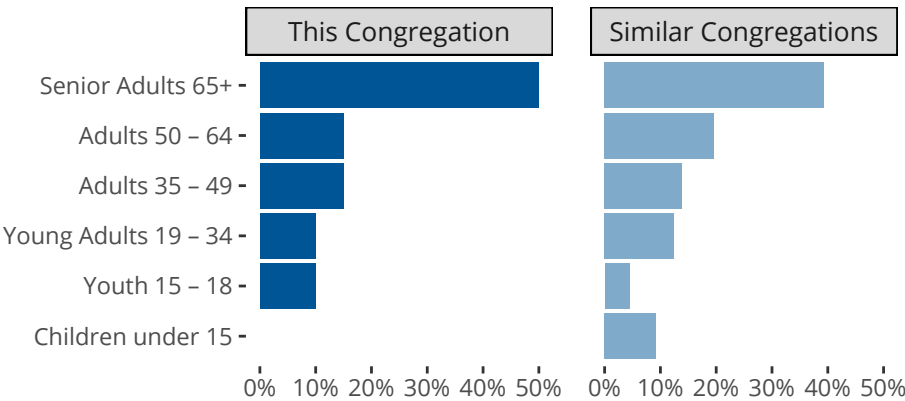 This Congregation
Similar Congregations
Senior Adults 65+
Adults 50 – 64
Adults 35 – 49
Young Adults 19 – 34
Youth 15 – 18
Children under 15
0% 10% 20% 30% 40% 50%
0% 10% 20% 30% 40% 50%